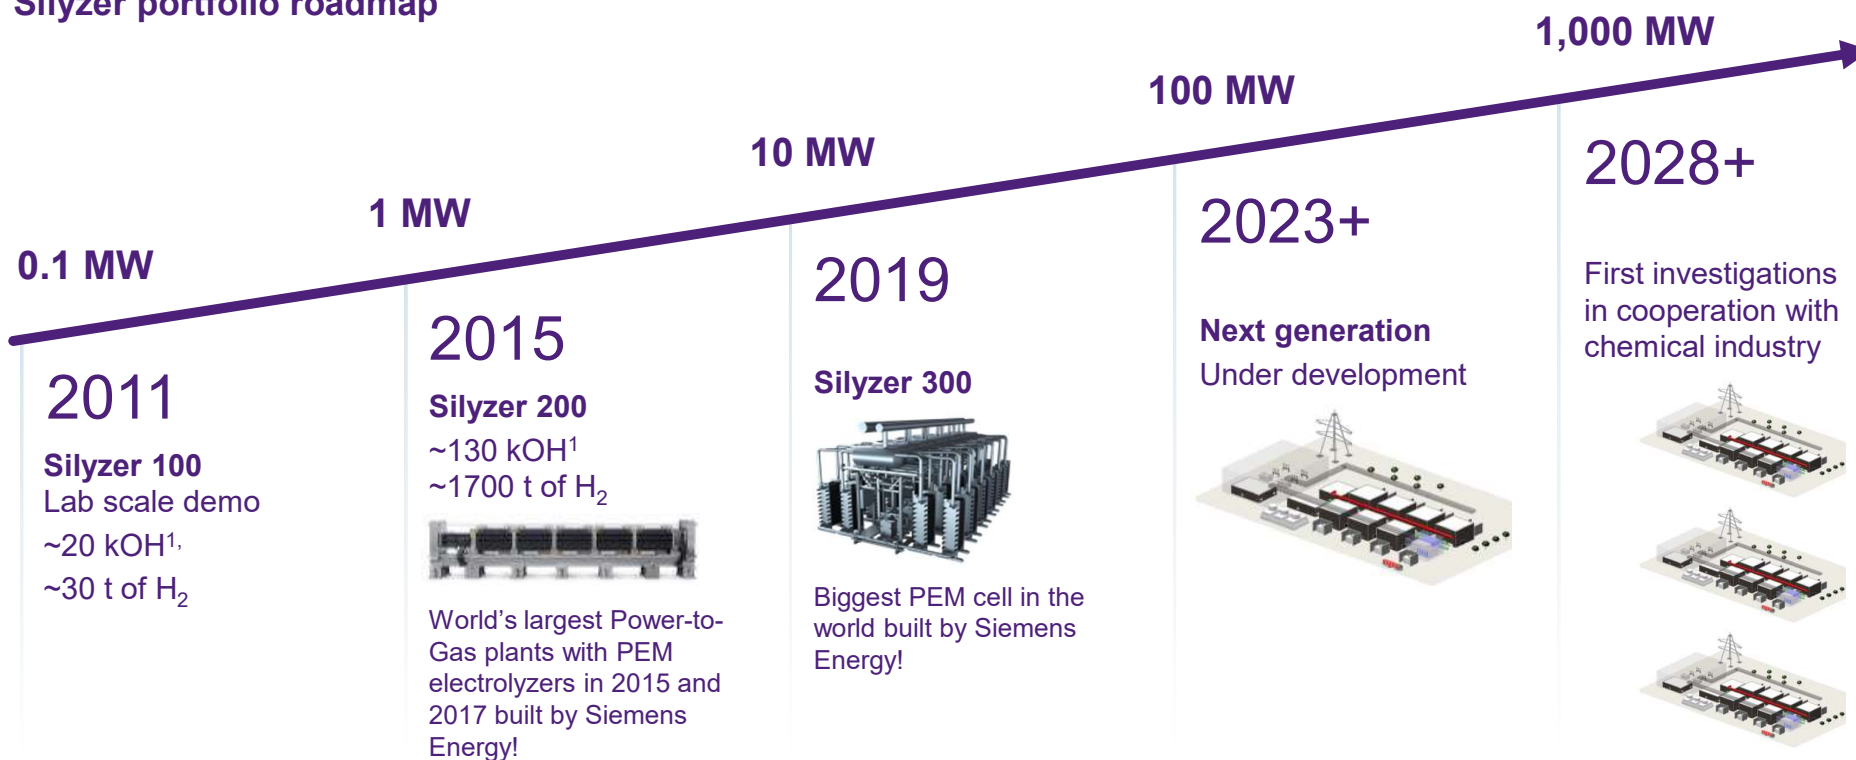 Silyzer portfolio roadmap
0.1 MW
1 MW
10 MW
100 MW
1,000 MW
2011
Silyzer 100
Lab scale demo
~20 kOH¹,
~30 t of H₂
2015
Silyzer 200
~130 kOH¹
~1700 t of H₂
World’s largest Power-to-
Gas plants with PEM
electrolyzers in 2015 and
2017 built by Siemens
Energy!
2019
Silyzer 300
Biggest PEM cell in the
world built by Siemens
Energy!
2023+
Next generation
Under development
2028+
First investigations
in cooperation with
chemical industry